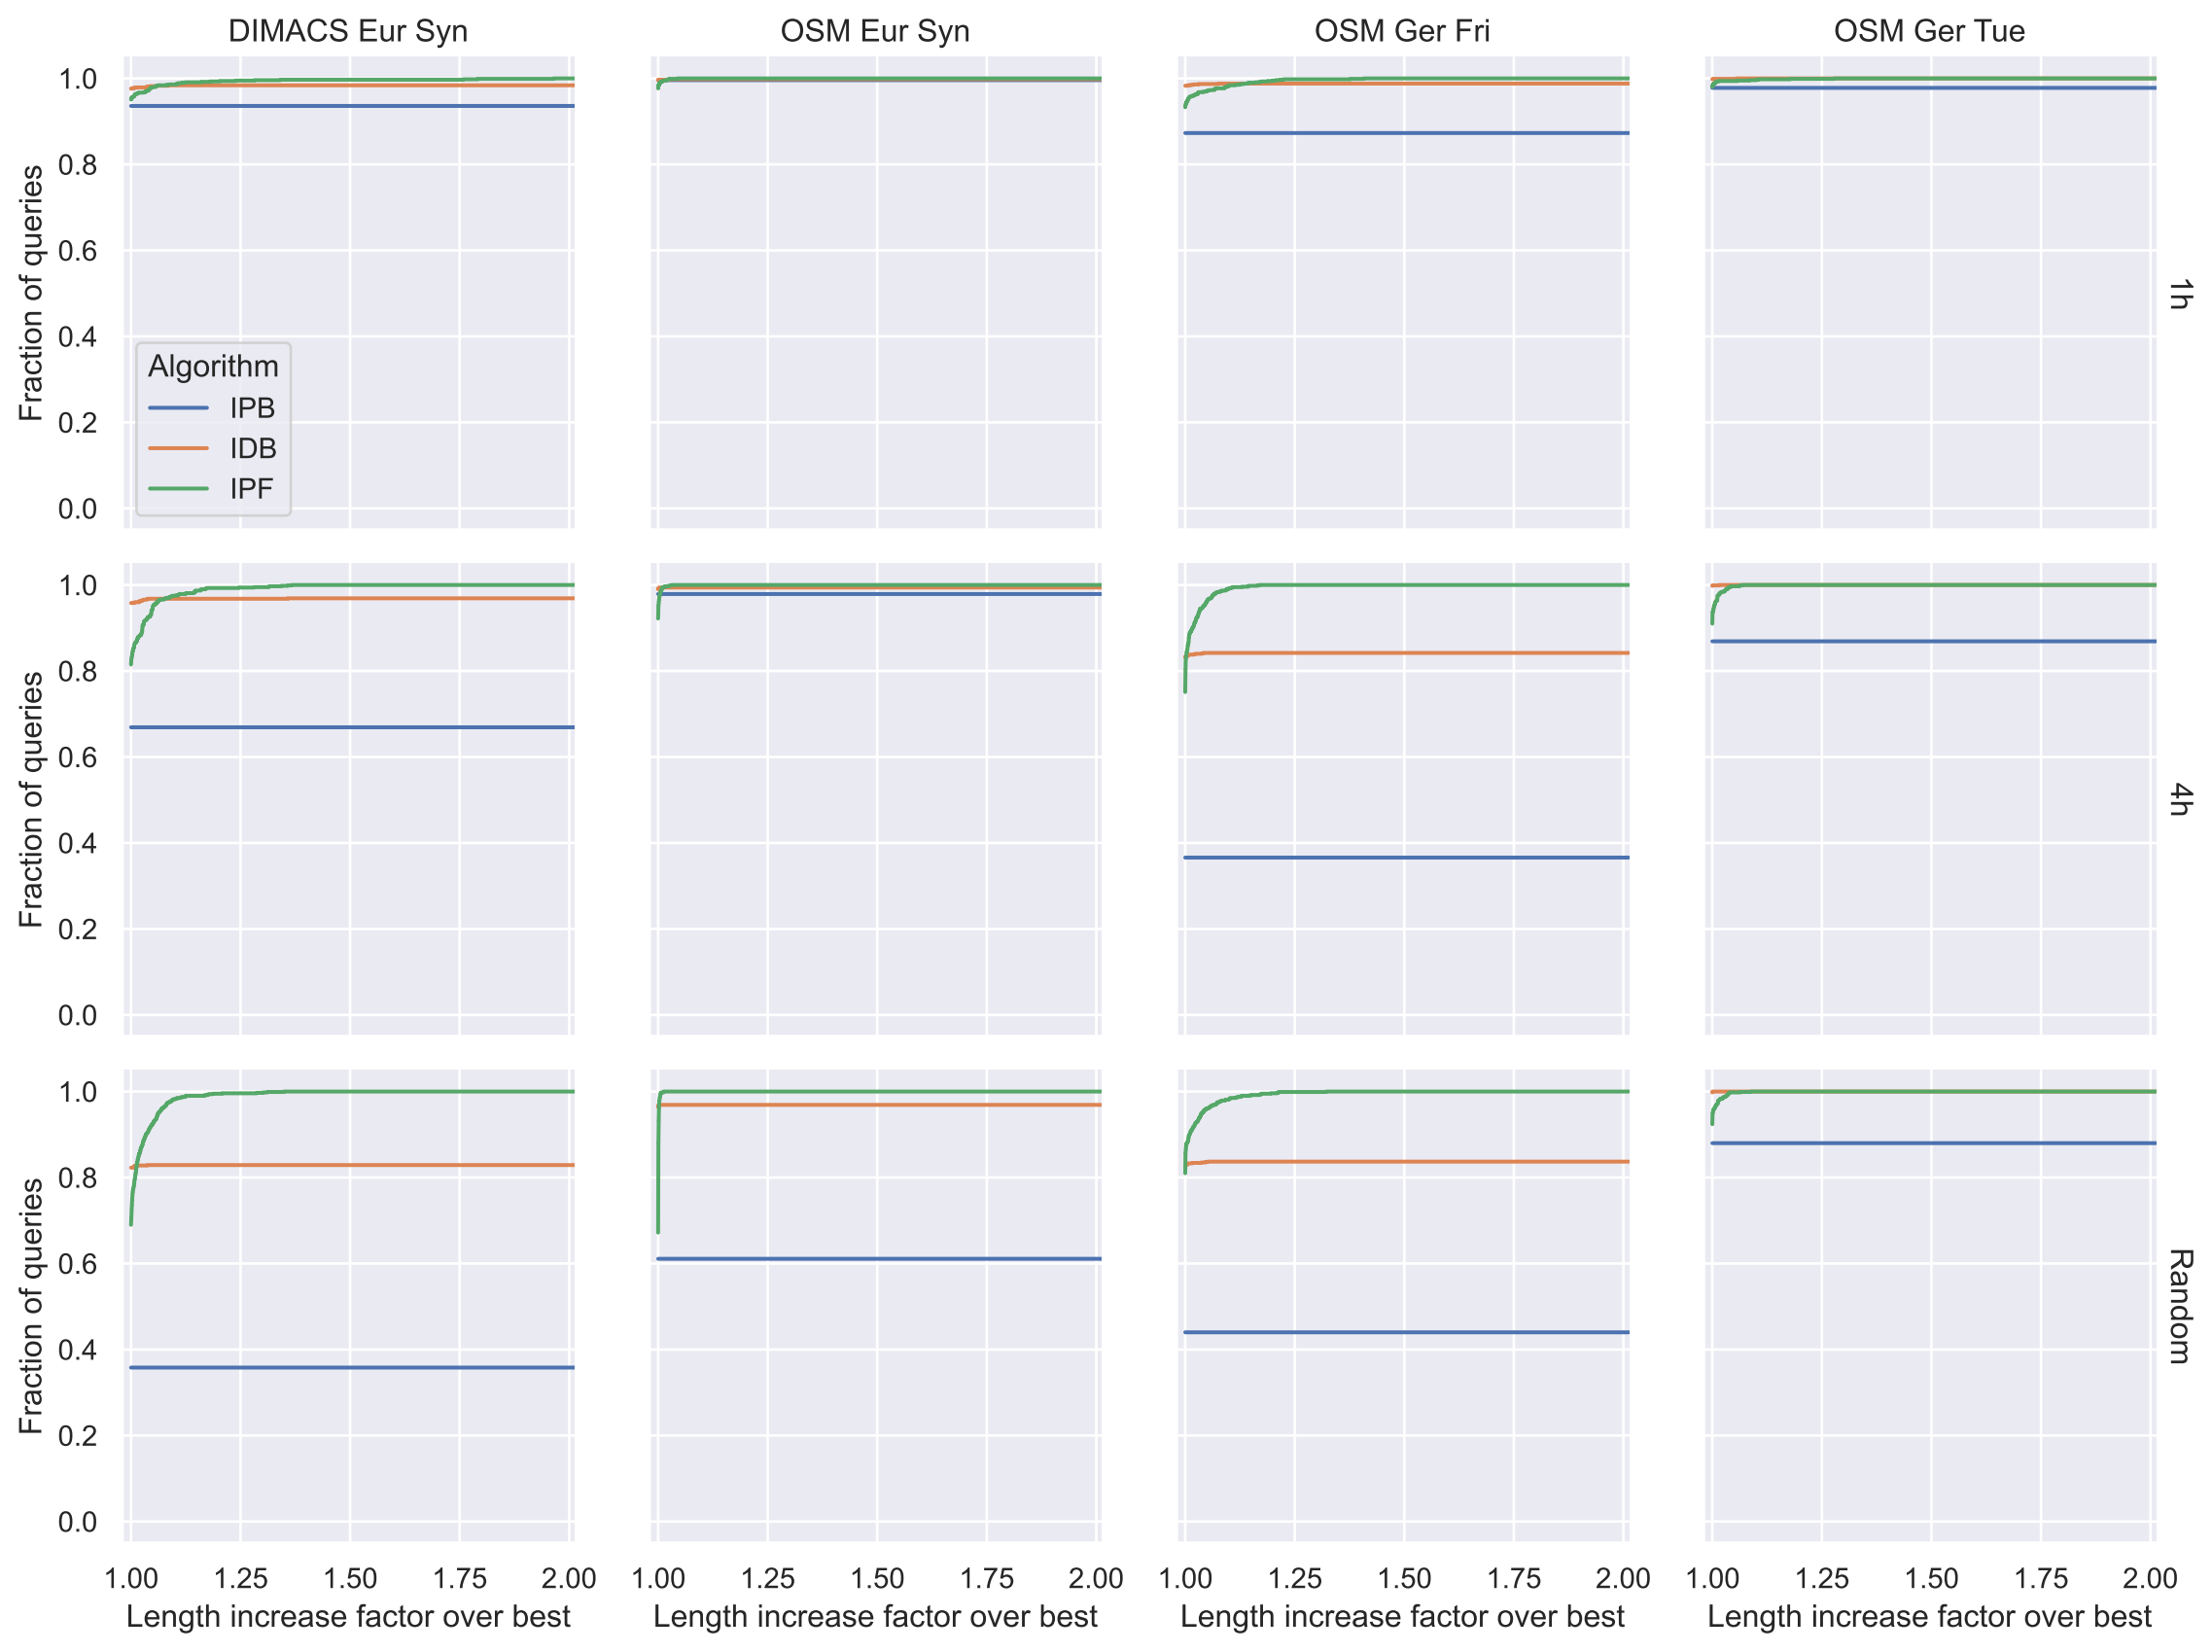 DIMACS Eur Syn
OSM Eur Syn
OSM Ger Fri
OSM Ger Tue
Fraction of queries
1.0
0.8
0.6
0.4
0.2
0.0
Algorithm
IPB
IDB
IPF
1h
Fraction of queries
1.0
0.8
0.6
0.4
0.2
0.0
4h
Fraction of queries
1.0
0.8
0.6
0.4
0.2
0.0
Random
1.00 1.25 1.50 1.75 2.00
1.00 1.25 1.50 1.75 2.00
1.00 1.25 1.50 1.75 2.00
1.00 1.25 1.50 1.75 2.00
Length increase factor over best
Length increase factor over best
Length increase factor over best
Length increase factor over best